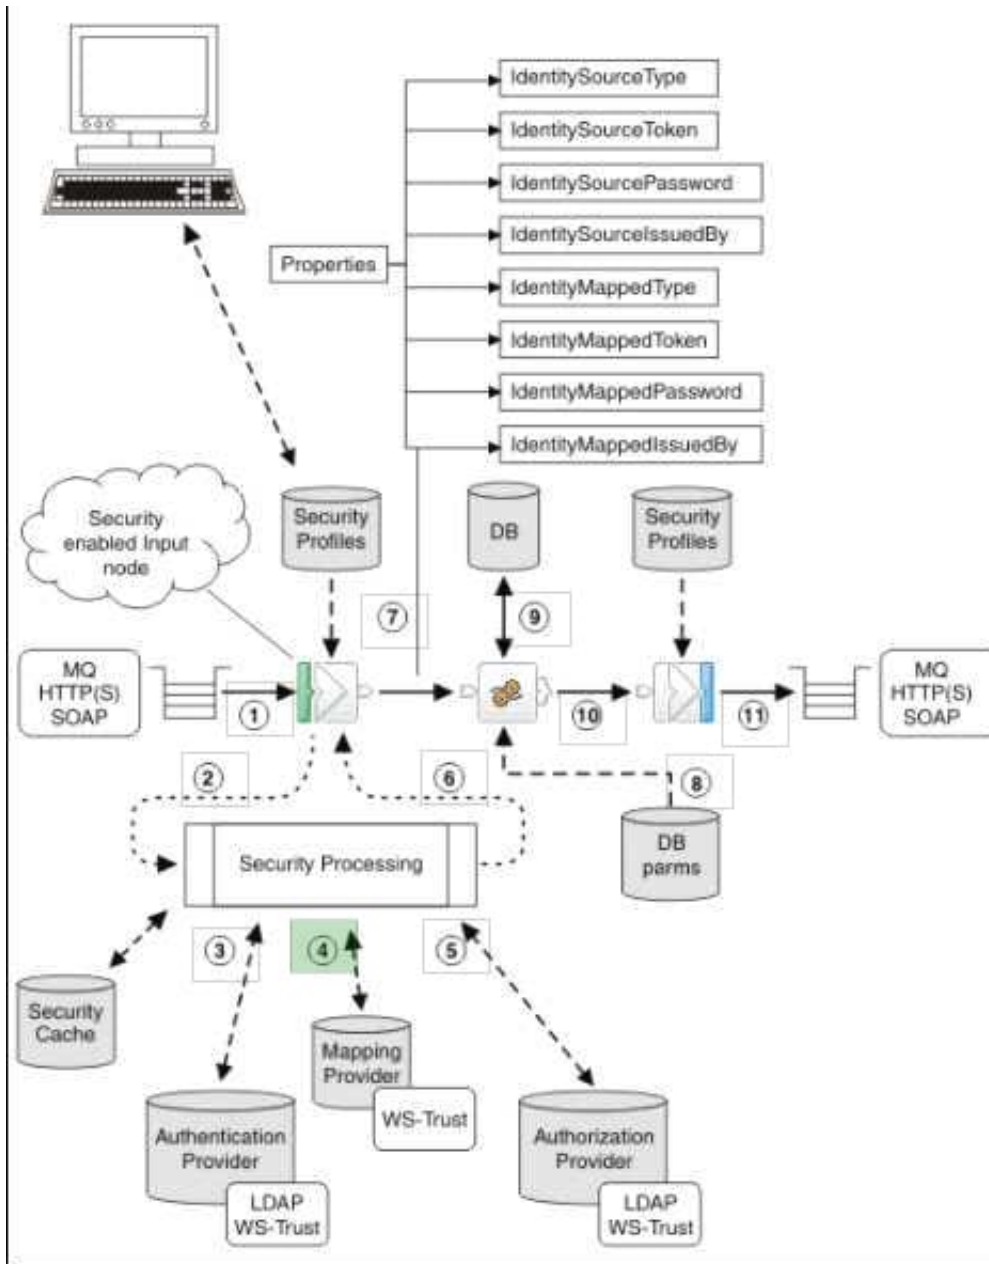 IdentitySourceType
IdentitySourceToken
IdentitySourcePassword
IdentitySourceIssuedBy
Properties
IdentityMappedType
IdentityMappedToken
IdentityMappedPassword
IdentityMappedIssuedBy
Security
enabled Input
node
Security
Profiles
DB
Security
Profiles
7
9
MQ
HTTP(S)
SOAP
1
10
11
MQ
HTTP(S)
SOAP
2
6
8
Security Processing
DB
parms
3
4
5
Security
Cache
Mapping
Provider
WS-Trust
Authentication
Provider
LDAP
WS-Trust
Authorization
Provider
LDAP
WS-Trust